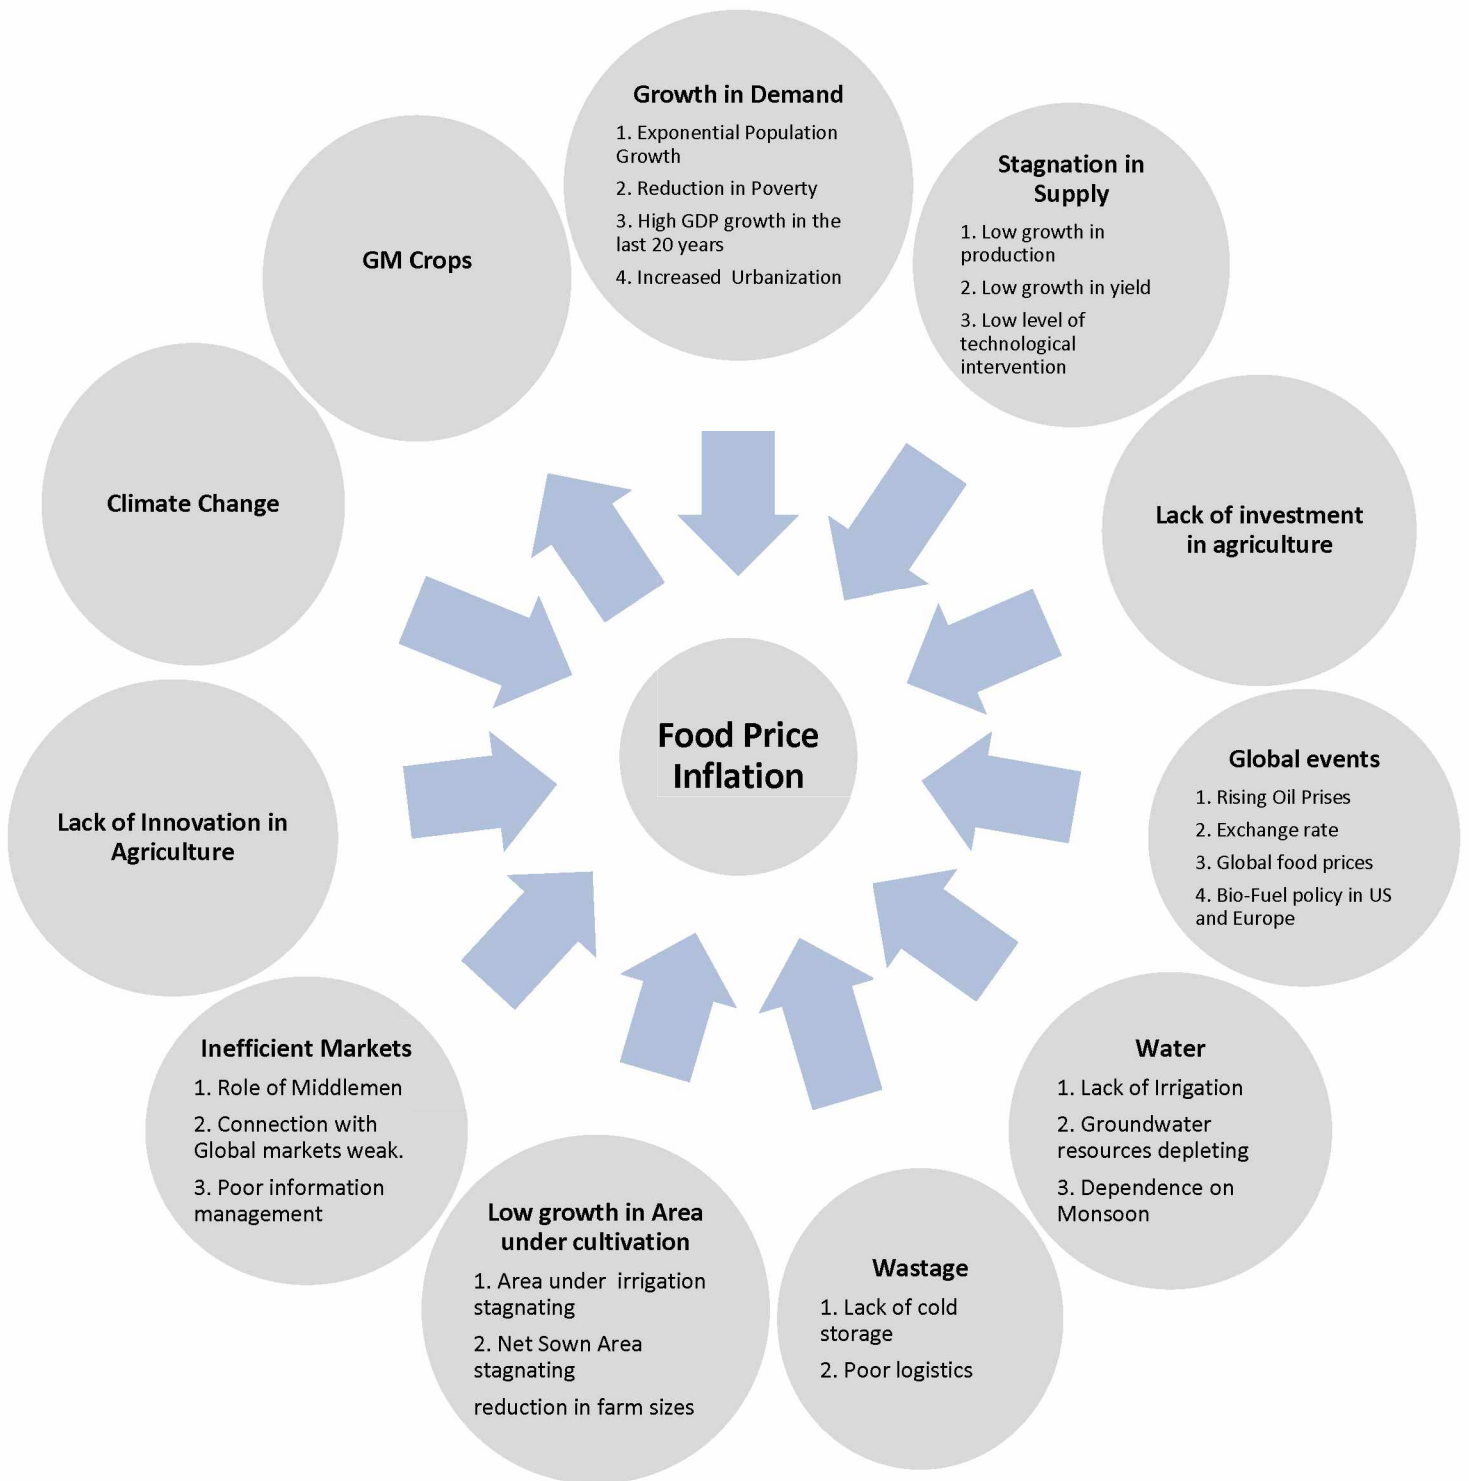 Growth in Demand
1. Exponential Population
Growth
2. Reduction in Poverty
3. High GDP growth in the
last 20 years
4. Increased Urbanization
Stagnation in
Supply
1. Low growth in
production
2. Low growth in yield
3. Low level of
technological
intervention
Lack of investment
in agriculture
Global events
1. Rising Oil Prises
2. Exchange rate
3. Global food prices
4. Bio-Fuel policy in US
and Europe
Water
1. Lack of Irrigation
2. Groundwater
resources depleting
3. Dependence on
Monsoon
Wastage
1. Lack of cold
storage
2. Poor logistics
Low growth in Area
under cultivation
1. Area under irrigation
stagnating
2. Net Sown Area
stagnating
reduction in farm sizes
Inefficient Markets
1. Role of Middlemen
2. Connection with
Global markets weak.
3. Poor information
management
Lack of Innovation in
Agriculture
Climate Change
GM Crops
Food Price
Inflation